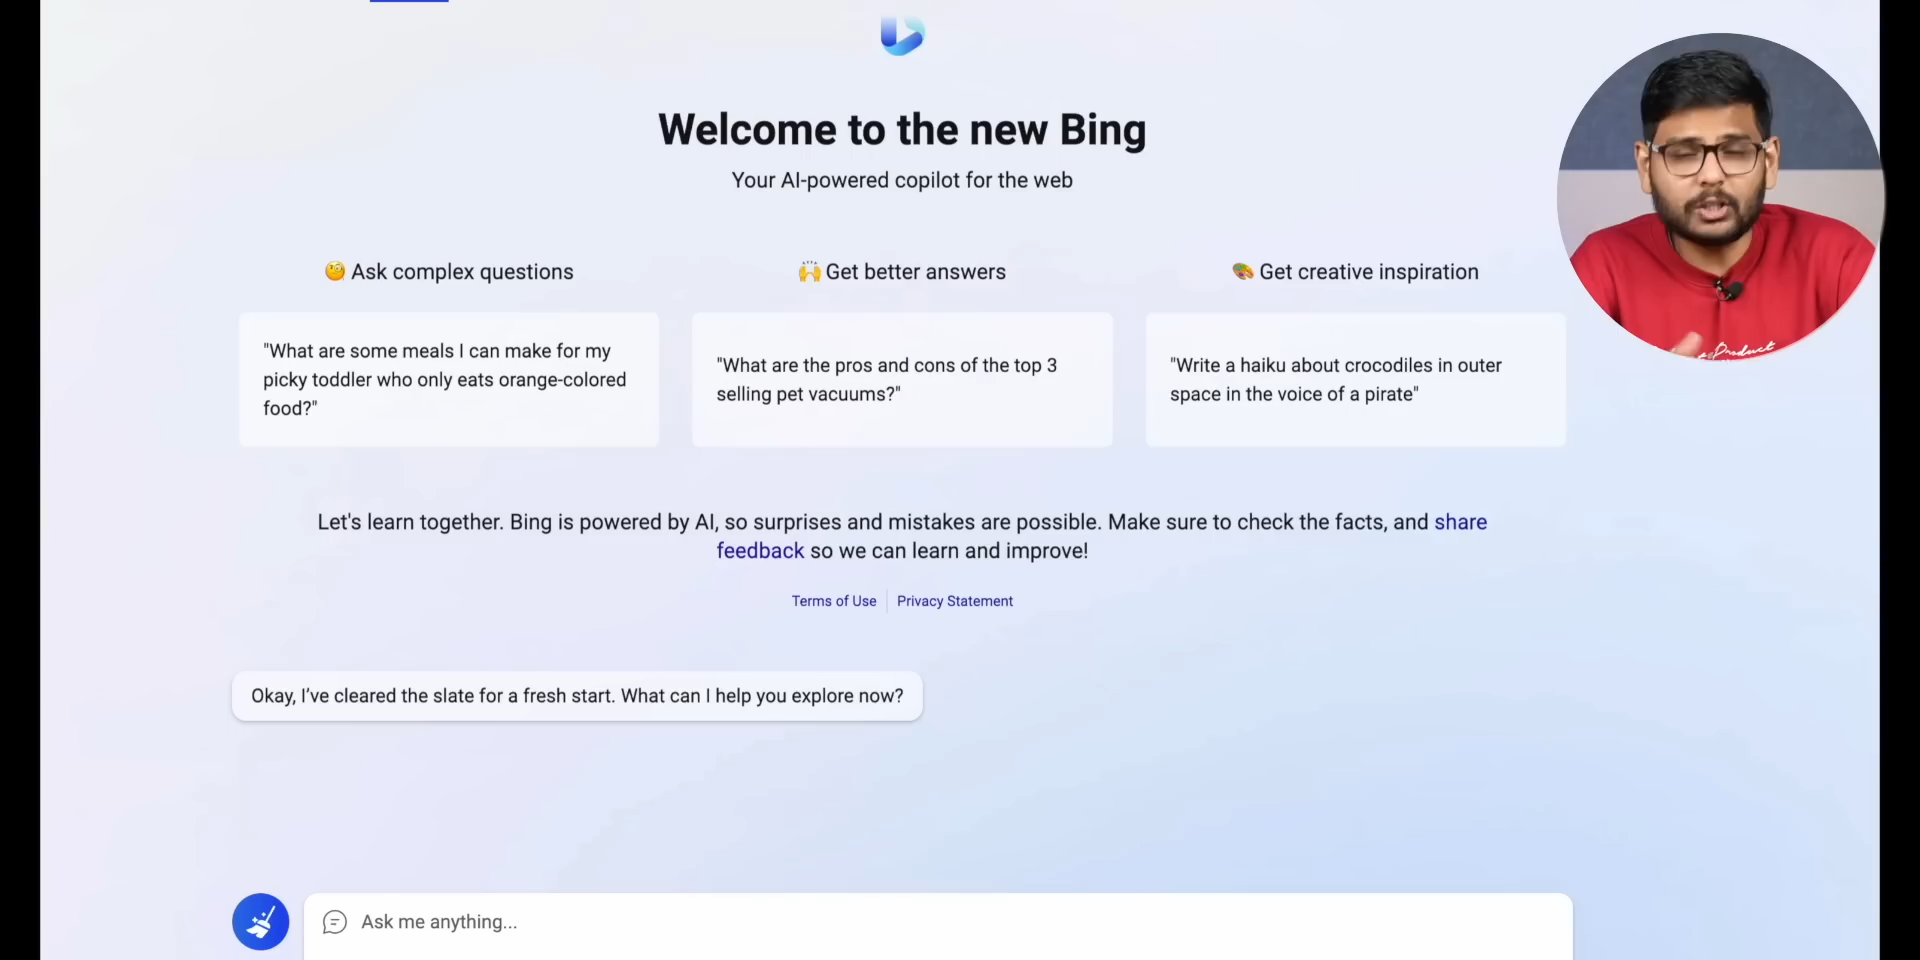 Welcome to the new Bing
Your AI-powered copilot for the web
Ask complex questions
Get better answers
Get creative inspiration
"What are some meals I can make for my
picky toddler who only eats orange-colored
food?"
"What are the pros and cons of the top 3
selling pet vacuums?"
"Write a haiku about crocodiles in outer
space in the voice of a pirate"
Let's learn together. Bing is powered by AI, so surprises and mistakes are possible. Make sure to check the facts, and share
feedback so we can learn and improve!
Terms of Use
Privacy Statement
Okay, I’ve cleared the slate for a fresh start. What can I help you explore now?
Ask me anything...
Product